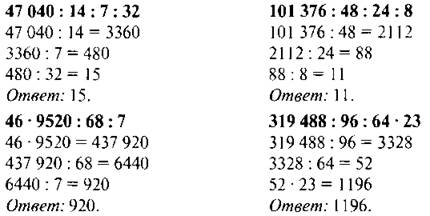 47 040 : 14 : 7 : 32
47 040 : 14 = 3360
3360 : 7 = 480
480 : 32 = 15
Ответ: 15.
46 · 9520 : 68 : 7
46 · 9520 = 437 920
437 920 : 68 = 6440
6440 : 7 = 920
Ответ: 920.
101 376 : 48 : 24 : 8
101 376 : 48 = 2112
2112 : 24 = 88
88 : 8 = 11
Ответ: 11.
319 488 : 96 : 64 · 23
319 488 : 96 = 3328
3328 : 64 = 52
52 · 23 = 1196
Ответ: 1196.